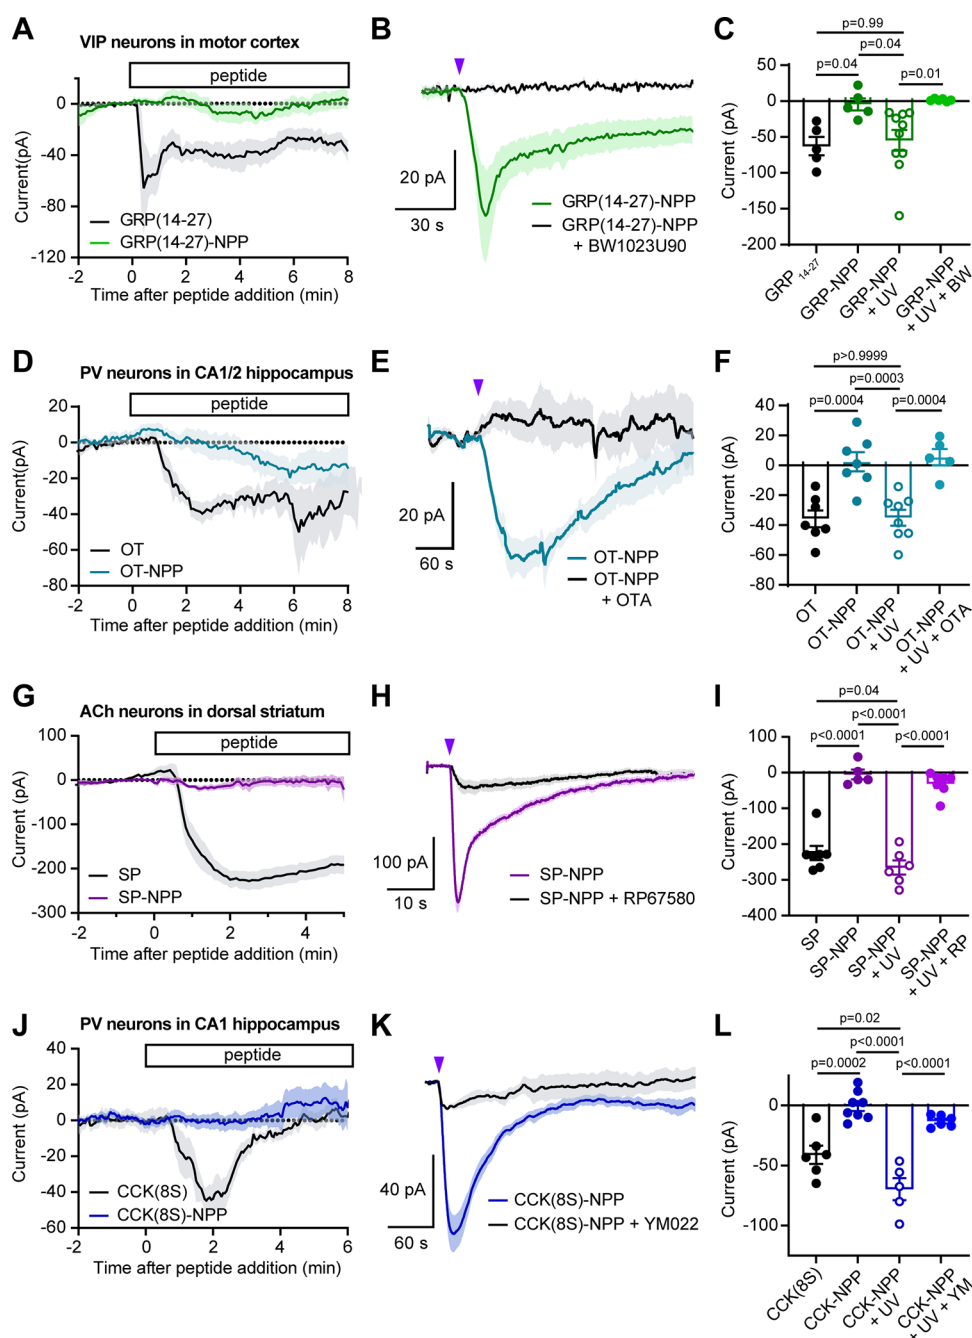 A
VIP neurons in motor cortex
peptide
40
0
-40
-80
-120
Current(pA)
GRP(14-27)
GRP(14-27)-NPP
-2 0 2 4 6 8
Time after peptide addition (min)
B
20 pA
30 s
GRP(14-27)-NPP
GRP(14-27)-NPP
+ BW1023U90
C
p=0.99
p=0.04
p=0.04
p=0.01
50
0
-50
-100
-150
-200
Current (pA)
GRP14-27
GRP-NPP
GRP-NPP
+ UV
GRP-NPP
+ UV + BW
D
PV neurons in CA1/2 hippocampus
peptide
20
0
-20
-40
-60
-80
Current(pA)
OT
OT-NPP
-2 0 2 4 6 8
Time after peptide addition (min)
E
20 pA
60 s
OT-NPP
OT-NPP
+ OTA
F
p>0.9999
p=0.0003
p=0.0004
p=0.0004
40
20
0
-20
-40
-60
-80
Current (pA)
OT
OT-NPP
OT-NPP
+ UV
OT-NPP
+ UV + OTA
G
ACh neurons in dorsal striatum
peptide
100
0
-100
-200
-300
Current (pA)
SP
SP-NPP
-2 0 2 4
Time after peptide addition (min)
H
100 pA
10 s
SP-NPP
SP-NPP + RP67580
I
p=0.04
p<0.0001
p<0.0001
p<0.0001
100
0
-100
-200
-300
-400
Current (pA)
SP
SP-NPP
SP-NPP
+ UV
SP-NPP
+ UV + RP
J
PV neurons in CA1 hippocampus
peptide
40
20
0
-20
-40
-60
Current (pA)
CCK(8S)
CCK(8S)-NPP
-2 0 2 4 6
Time after peptide addition (min)
K
40 pA
60 s
CCK(8S)-NPP
CCK(8S)-NPP + YM022
L
p=0.02
p<0.0001
p=0.0002
p<0.0001
0
-50
-100
Current (pA)
CCK(8S)
CCK-NPP
CCK-NPP
+ UV
CCK-NPP
+ UV + YM